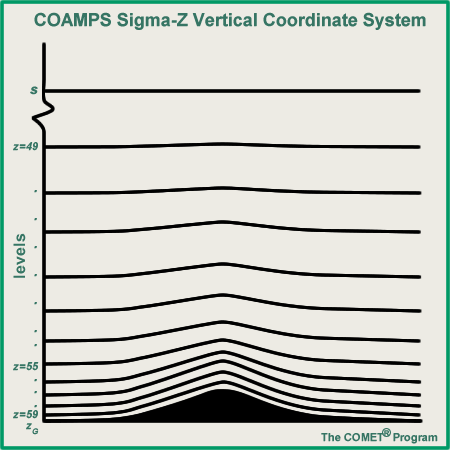 COAMPS Sigma-Z Vertical Coordinate System
s
z=49
levels
z=55
z=59
zG
The COMET® Program